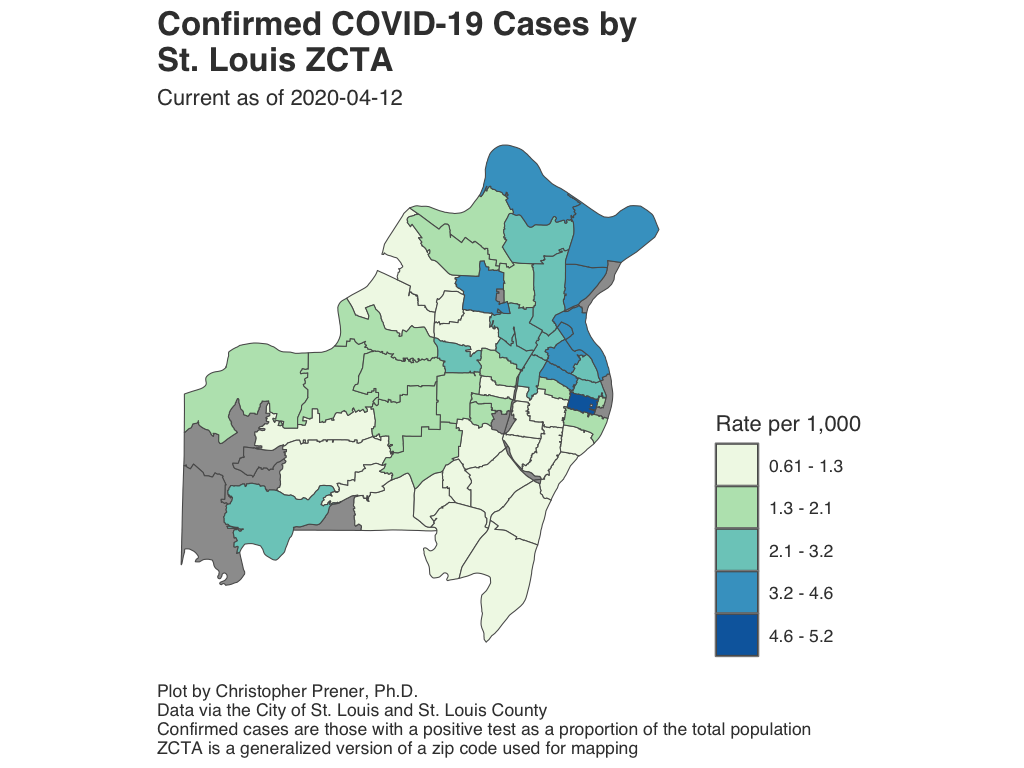 Confirmed COVID-19 Cases by
St. Louis ZCTA
Current as of 2020-04-12
Rate per 1,000
0.61 - 1.3
1.3 - 2.1
2.1 - 3.2
3.2 - 4.6
4.6 - 5.2
Plot by Christopher Prener, Ph.D.
Data via the City of St. Louis and St. Louis County
Confirmed cases are those with a positive test as a proportion of the total population
ZCTA is a generalized version of a zip code used for mapping